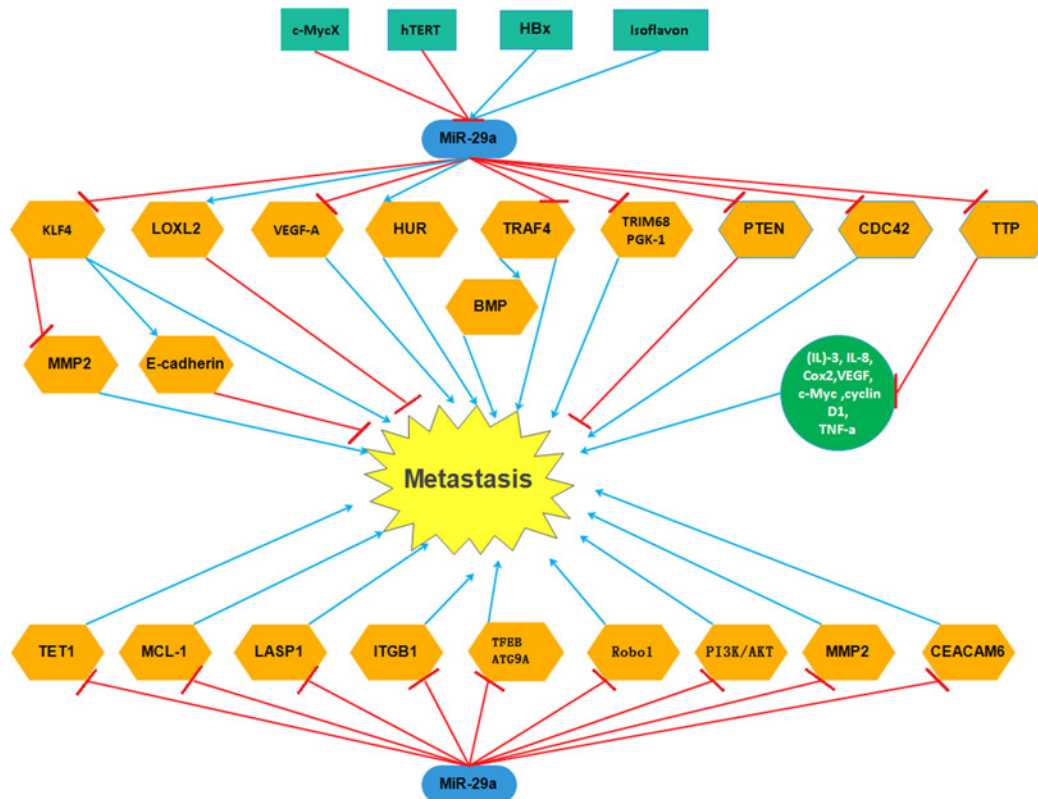 c-MycX
hTERT
HBx
Isoflavon
MiR-29a
KLF4
LOXL2
VEGF-A
HUR
TRAF4
TRIM68
PGK-1
PTEN
CDC42
TTP
BMP
MMP2
E-cadherin
(IL)-3, IL-8,
Cox2,VEGF,
c-Myc ,cyclin
D1,
TNF-a
Metastasis
TET1
MCL-1
LASP1
ITGB1
TFEB
ATG9A
Robo1
PI3K/AKT
MMP2
CEACAM6
MiR-29a